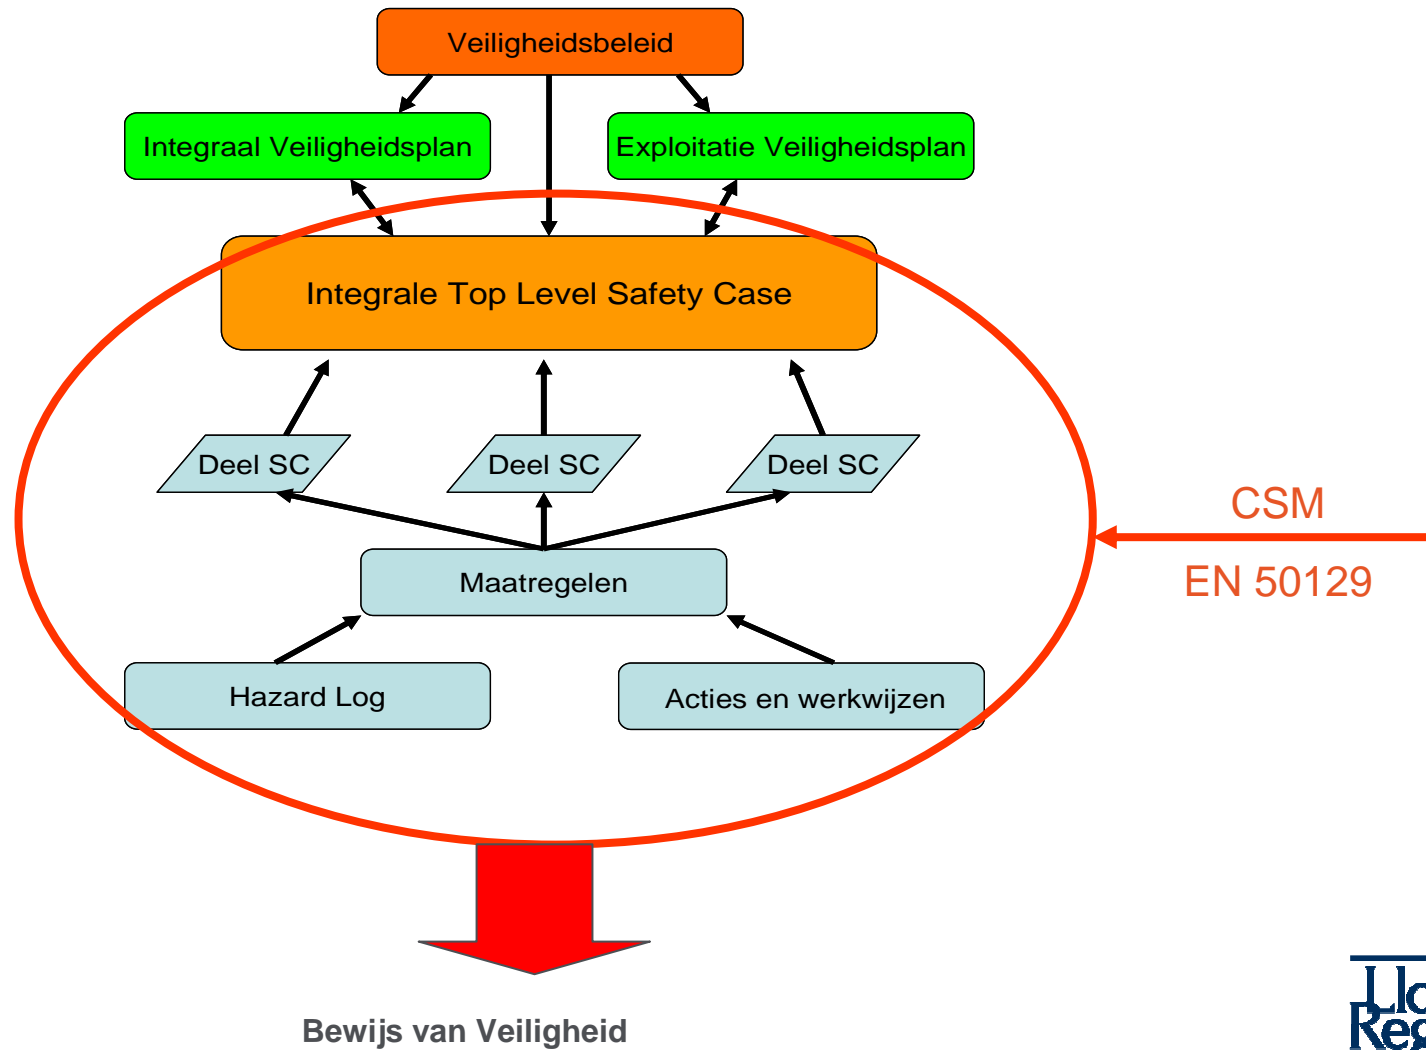 Veiligheidsbeleid
Integraal Veiligheidsplan
Exploitatie Veiligheidsplan
Integrale Top Level Safety Case
Deel SC
Deel SC
Deel SC
CSM
EN 50129
Maatregelen
Hazard Log
Acties en werkwijzen
Bewijs van Veiligheid